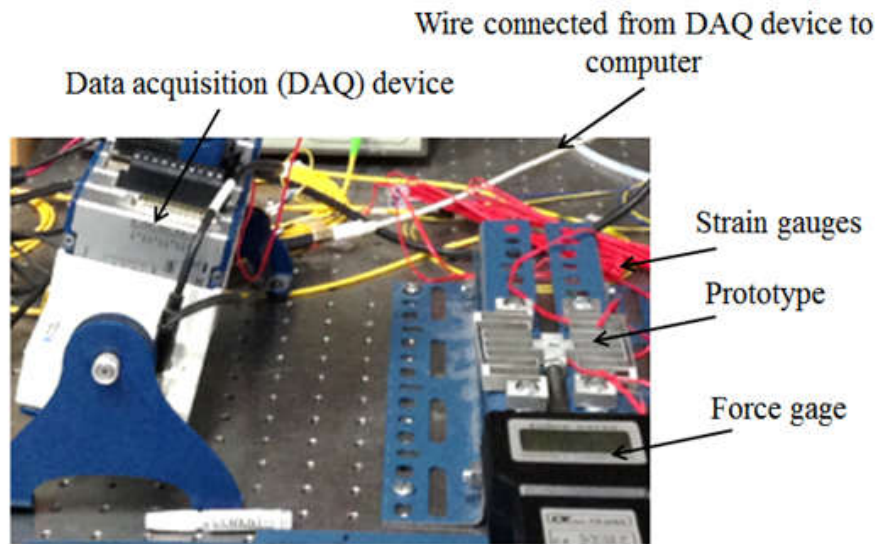 Wire connected from DAQ device to
computer
Data acquisition (DAQ) device
Strain gauges
Prototype
Force gage